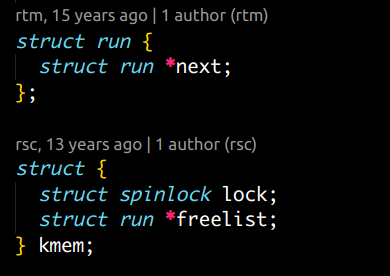 rtm, 15 years ago | 1 author (rtm)
struct run {
  struct run *next;
};
rsc, 13 years ago | 1 author (rsc)
struct {
  struct spinlock lock;
  struct run *freelist;
} kmem;